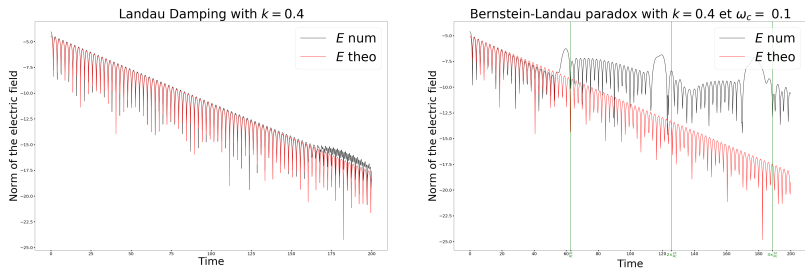 Landau Damping with k = 0.4
E num
E theo
Norm of the electric field
−5.0
−7.5
−10.0
−12.5
−15.0
−17.5
−20.0
−22.5
−25.0
0 25 50 75 100 125 150 175 200
Time
Bernstein-Landau paradox with k = 0.4 et ω_c = 0.1
E num
E theo
Norm of the electric field
−5.0
−7.5
−10.0
−12.5
−15.0
−17.5
−20.0
−22.5
−25.0
0 20 40 60 80 100 120 140 160 180 200
Time